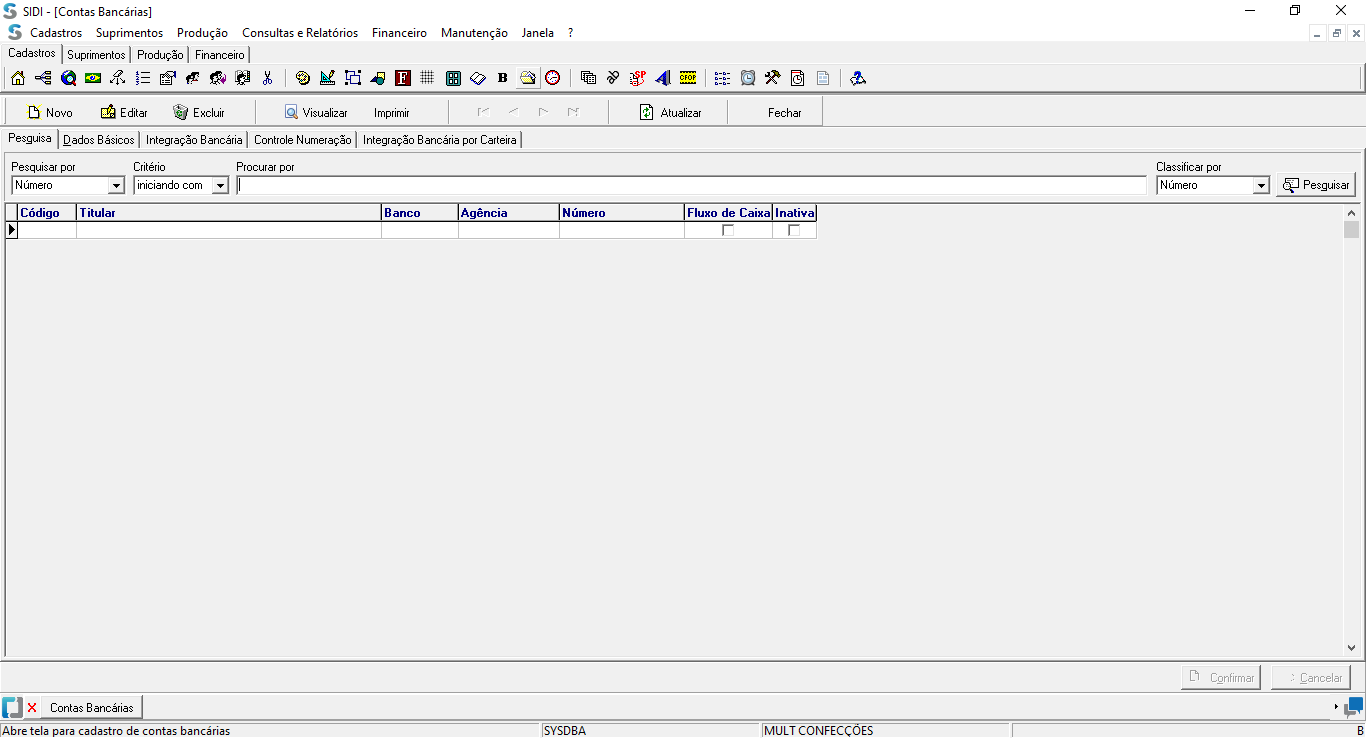 SIDI - [Contas Bancárias]
Cadastros Suprimentos Produção Consultas e Relatórios Financeiro Manutenção Janela ?
Cadastros Suprimentos Produção Financeiro
F B SP CFOP
Novo Editar Excluir Visualizar Imprimir Atualizar Fechar
Pesquisa Dados Básicos Integração Bancária Controle Numeração Integração Bancária por Carteira
Pesquisar por Critério Procurar por Classificar por
Número iniciando com Número Pesquisar
Código Titular Banco Agência Número Fluxo de Caixa Inativa
Confirmar Cancelar
Contas Bancárias
Abre tela para cadastro de contas bancárias SYSDBA MULT CONFECÇÕES B